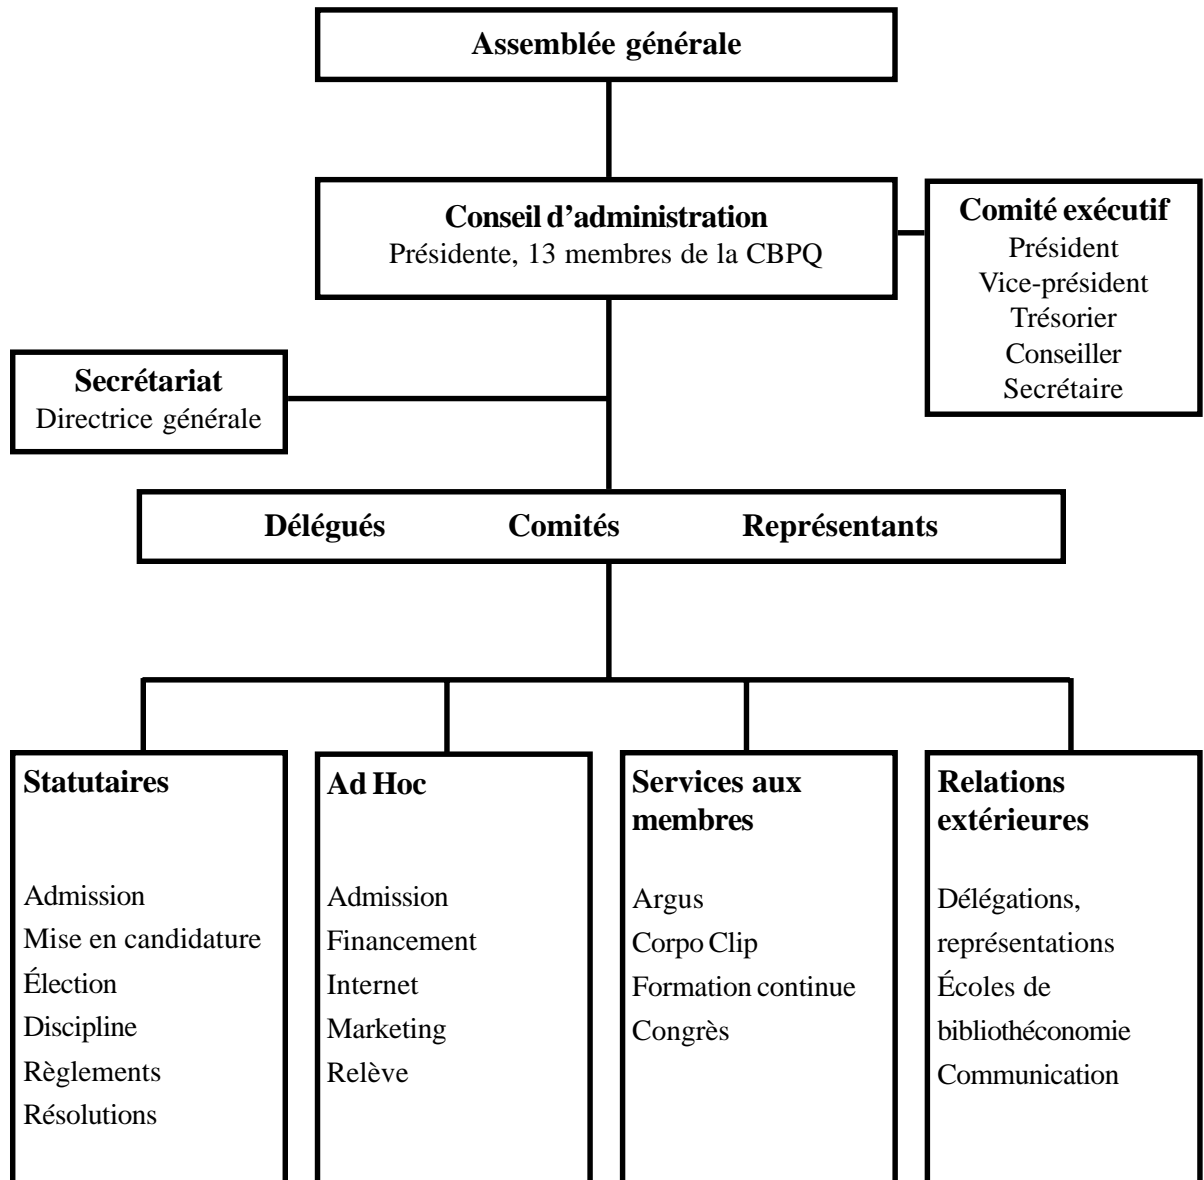 Assemblée générale
Conseil d'administration
Présidente, 13 membres de la CBPQ
Comité exécutif
Président
Vice-président
Trésorier
Conseiller
Secrétaire
Secrétariat
Directrice générale
Délégués Comités Représentants
Statutaires
Admission
Mise en candidature
Élection
Discipline
Règlements
Résolutions
Ad Hoc
Admission
Financement
Internet
Marketing
Relève
Services aux
membres
Argus
Corpo Clip
Formation continue
Congrès
Relations
extérieures
Délégations,
représentations
Écoles de
bibliothéconomie
Communication